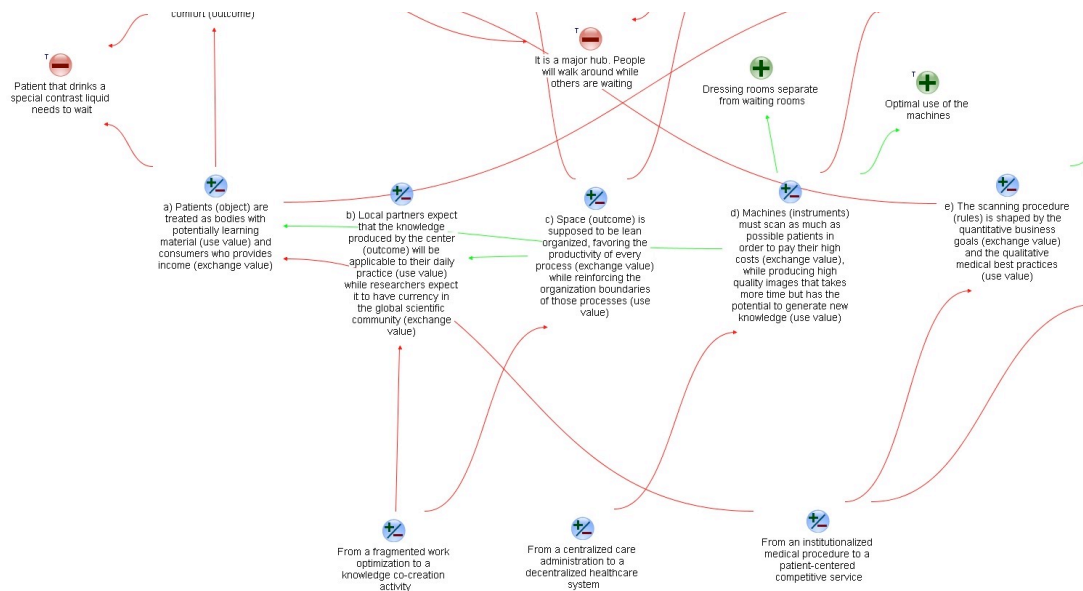 comfort (outcome)
T
Patient that drinks a
special contrast liquid
needs to wait
T
It is a major hub. People
will walk around while
others are waiting
Dressing rooms separate
from waiting rooms
T
Optimal use of the
machines
a) Patients (object) are
treated as bodies with
potentially learning
material (use value) and
consumers who provides
income (exchange value)
b) Local partners expect
that the knowledge
produced by the center
(outcome) will be
applicable to their daily
practice (use value)
while researchers expect
it to have currency in
the global scientific
community (exchange
value)
c) Space (outcome) is
supposed to be lean
organized, favoring the
productivity of every
process (exchange value)
while reinforcing the
organization boundaries
of those processes (use
value)
d) Machines (instruments)
must scan as much as
possible patients in
order to pay their high
costs (exchange value),
while producing high
quality images that takes
more time but has the
potential to generate new
knowledge (use value)
e) The scanning procedure
(rules) is shaped by the
quantitative business
goals (exchange value)
and the qualitative
medical best practices
(use value)
From a fragmented work
optimization to a
knowledge co-creation
activity
From a centralized care
administration to a
decentralized healthcare
system
From an institutionalized
medical procedure to a
patient-centered
competitive service